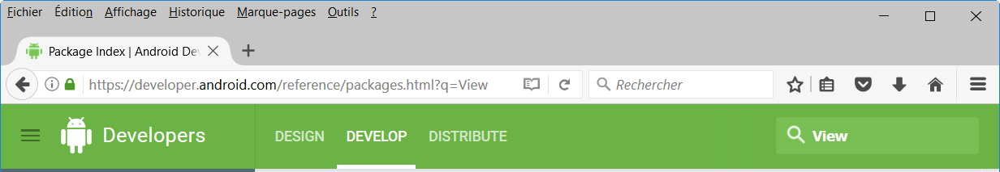 Fichier Édition Affichage Historique Marque-pages Outils ?
Package Index | Android De
https://developer.android.com/reference/packages.html?q=View Rechercher
Developers DESIGN DEVELOP DISTRIBUTE View